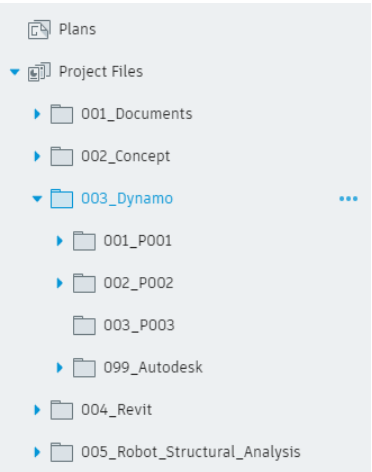 Plans
Project Files
001_Documents
002_Concept
003_Dynamo
001_P001
002_P002
003_P003
099_Autodesk
004_Revit
005_Robot_Structural_Analysis